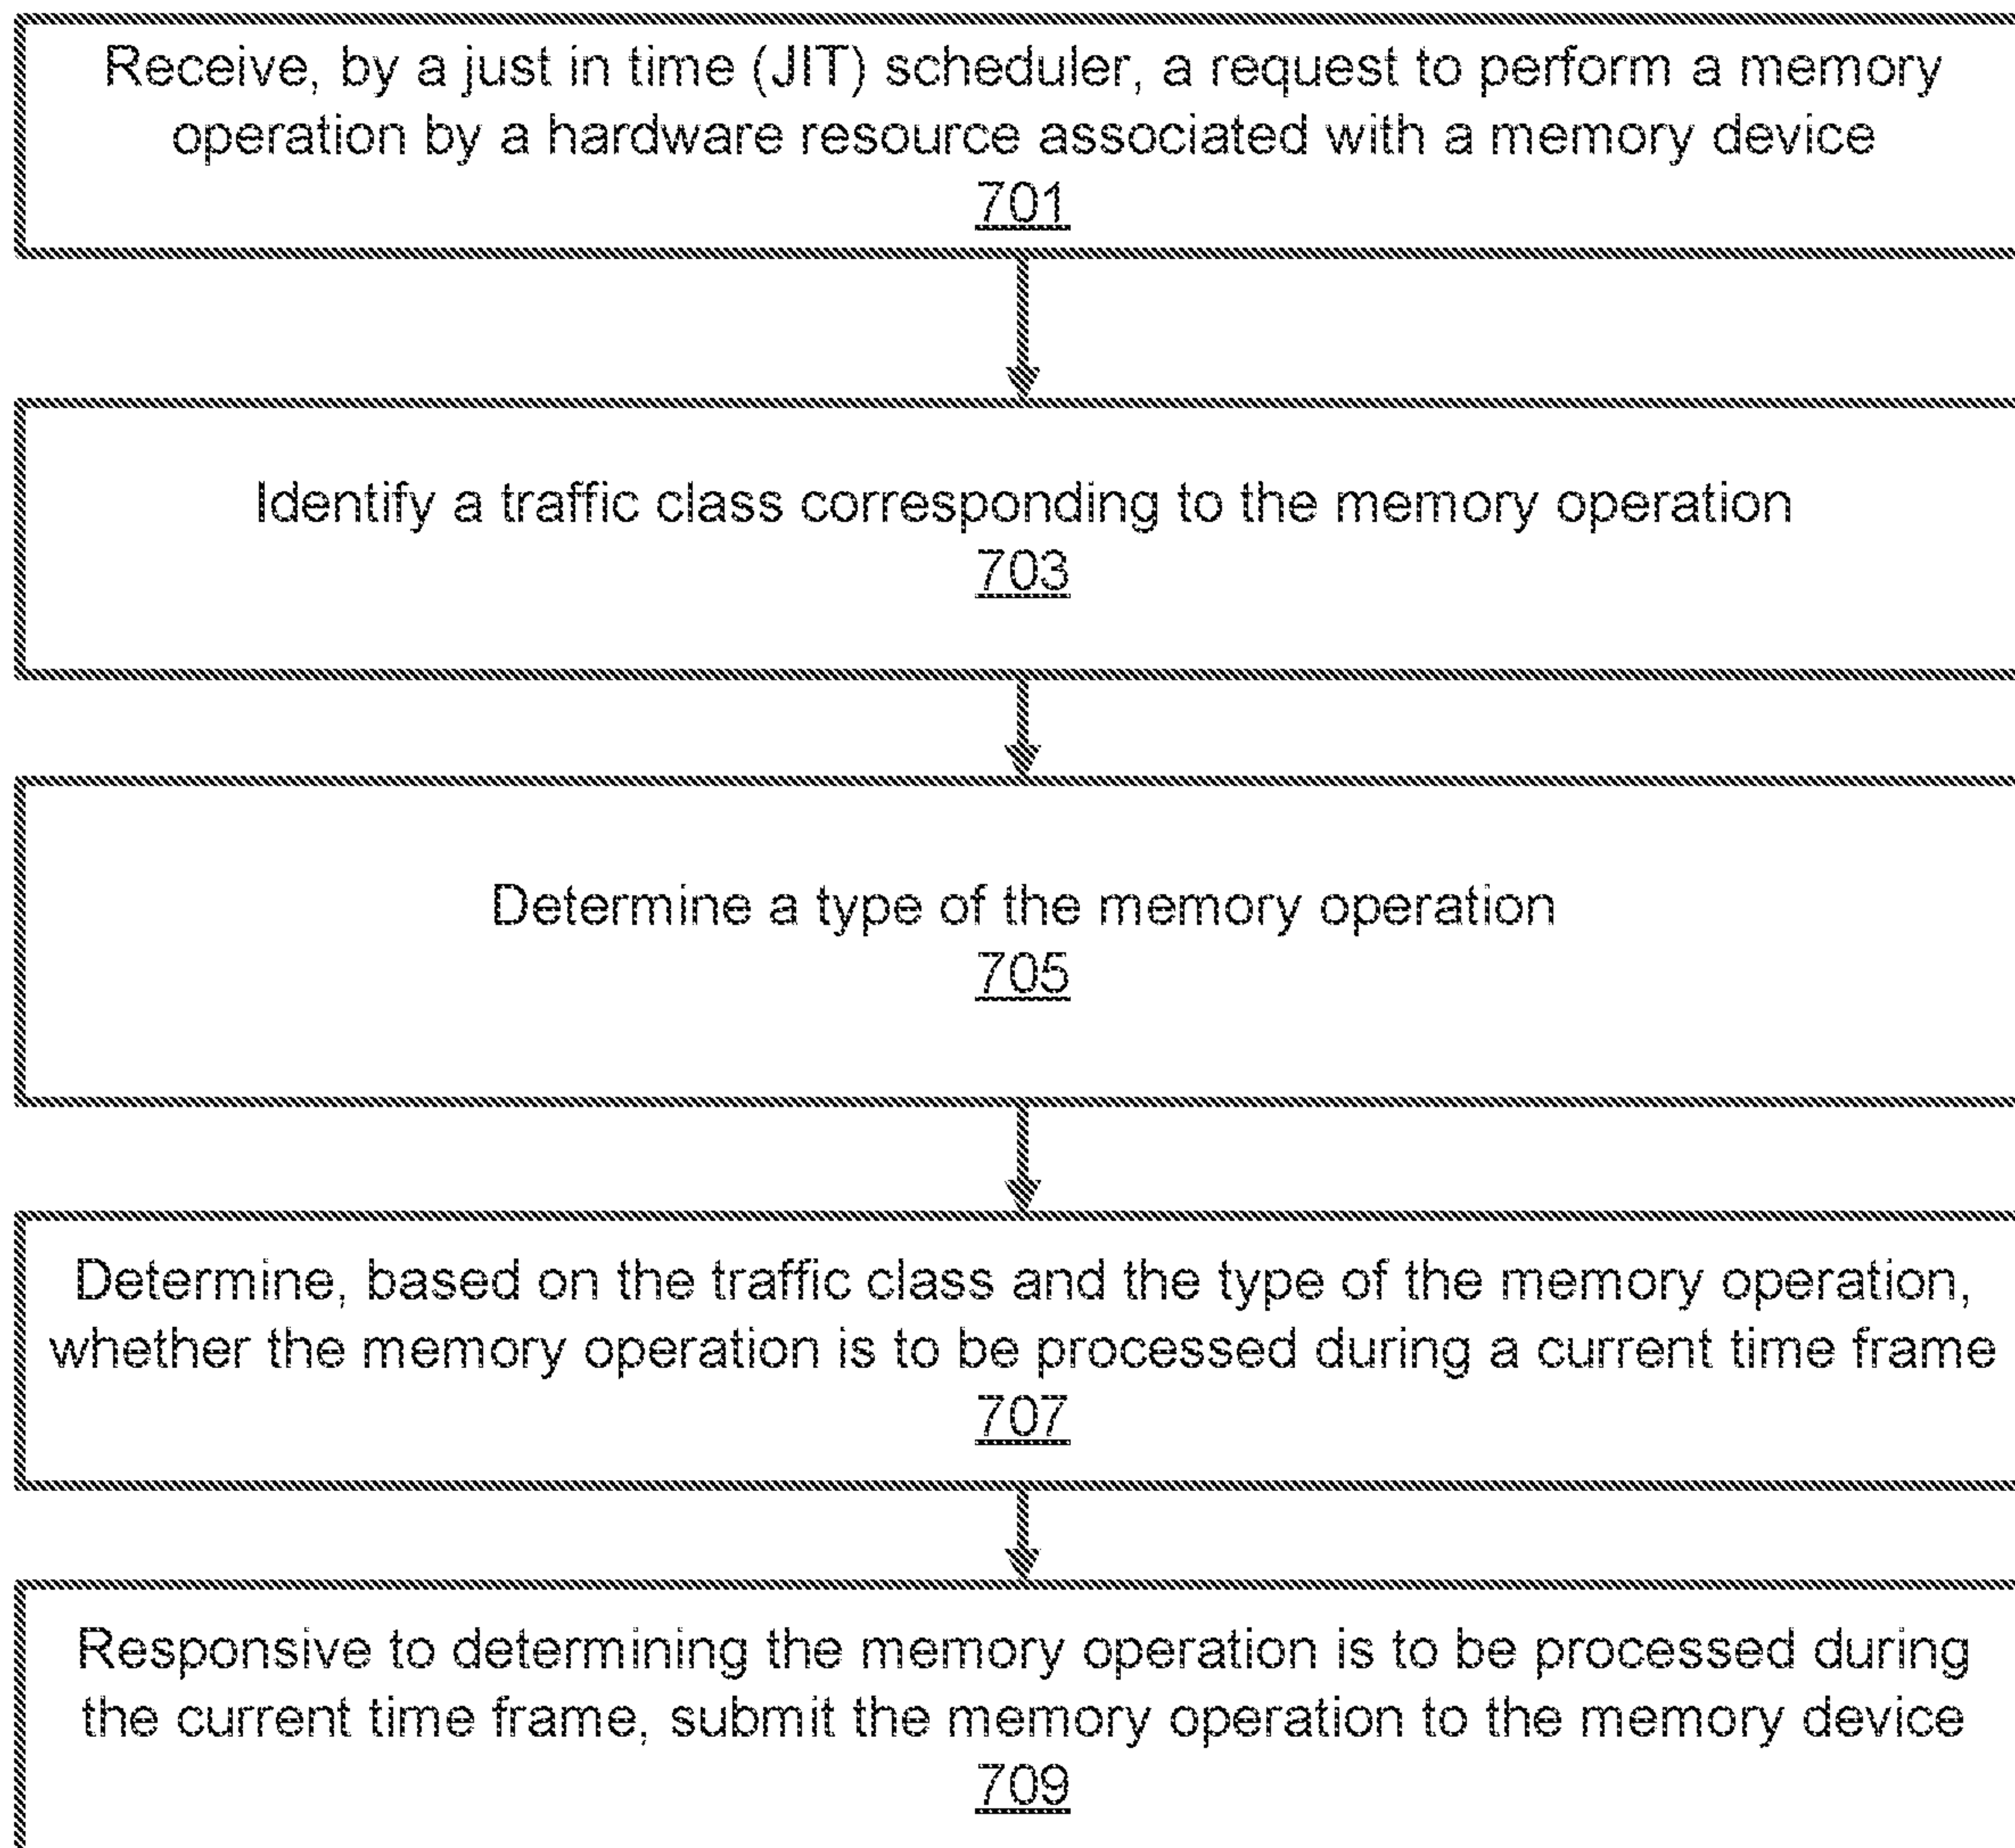 Receive, by a just in time (JIT) scheduler, a request to perform a memory
operation by a hardware resource associated with a memory device
701
Identify a traffic class corresponding to the memory operation
703
Determine a type of the memory operation
705
Determine, based on the traffic class and the type of the memory operation,
whether the memory operation is to be processed during a current time frame
707
Responsive to determining the memory operation is to be processed during
the current time frame, submit the memory operation to the memory device
709